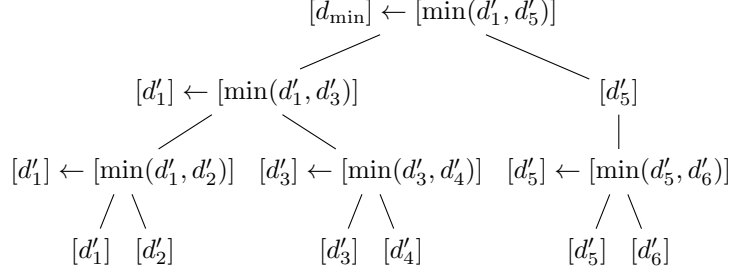 [d_min] ← [min(d′_1, d′_5)]
[d′_1] ← [min(d′_1, d′_3)] [d′_5]
[d′_1] ← [min(d′_1, d′_2)] [d′_3] ← [min(d′_3, d′_4)] [d′_5] ← [min(d′_5, d′_6)]
[d′_1] [d′_2] [d′_3] [d′_4] [d′_5] [d′_6]